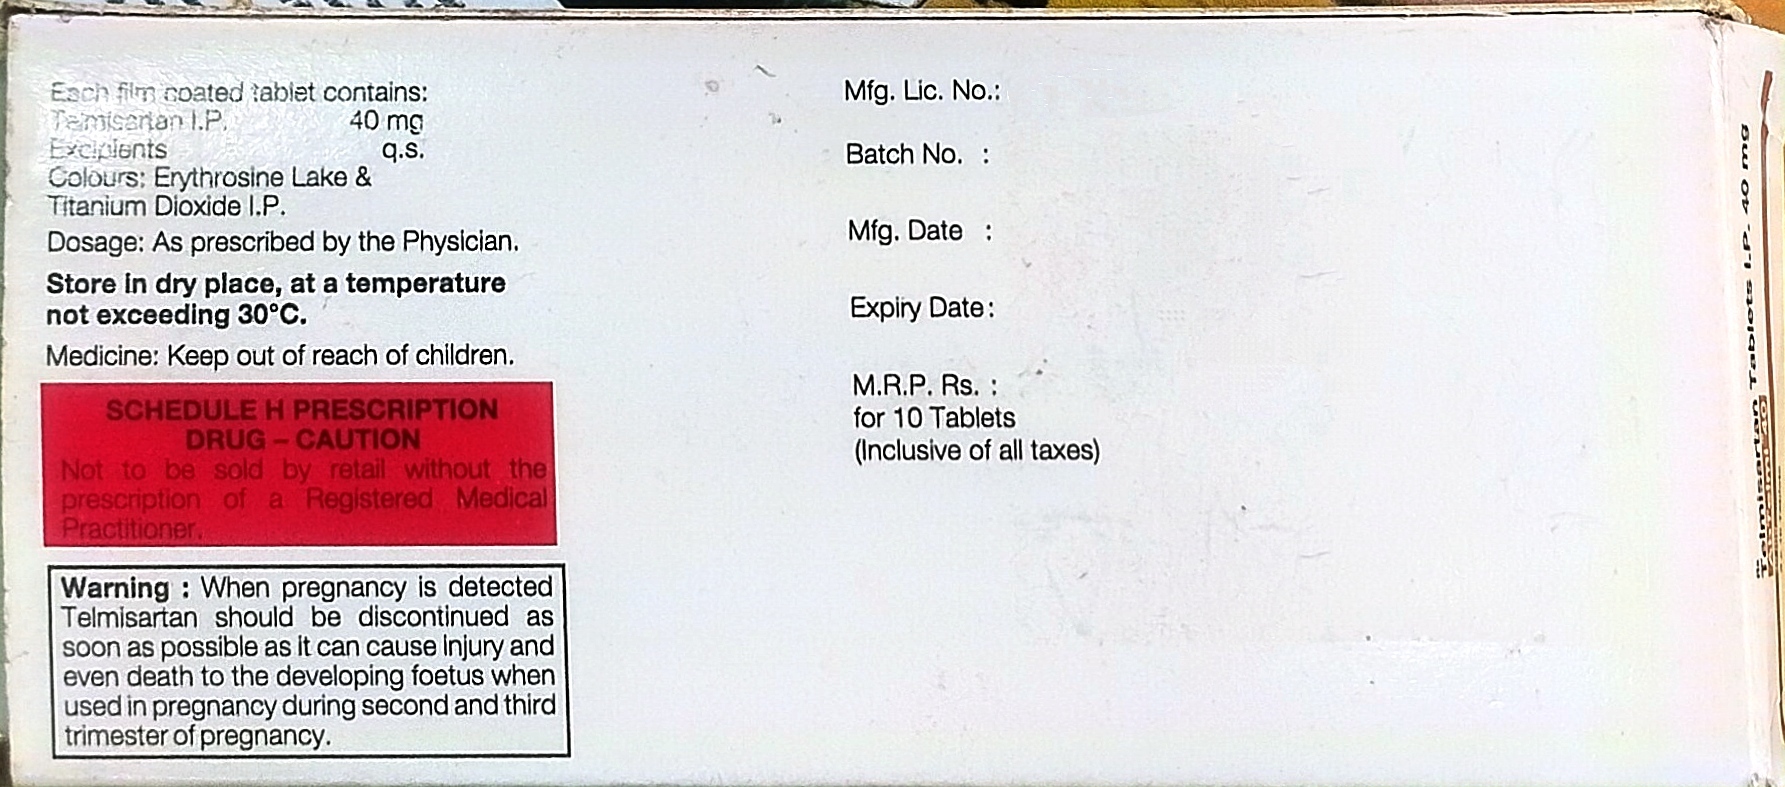 Each film coated tablet contains:
Telmisartan I.P. 40 mg
Excipients q.s.
Colours: Erythrosine Lake &
Titanium Dioxide I.P.
Dosage: As prescribed by the Physician.
Store in dry place, at a temperature
not exceeding 30°C.
Medicine: Keep out of reach of children.
SCHEDULE H PRESCRIPTION
DRUG – CAUTION
Not to be sold by retail without the
prescription of a Registered Medical
Practitioner.
Warning : When pregnancy is detected
Telmisartan should be discontinued as
soon as possible as it can cause injury and
even death to the developing foetus when
used in pregnancy during second and third
trimester of pregnancy.
Mfg. Lic. No.:
Batch No. :
Mfg. Date :
Expiry Date:
M.R.P. Rs. :
for 10 Tablets
(Inclusive of all taxes)
Telmisartan Tablets I.P. 40 mg